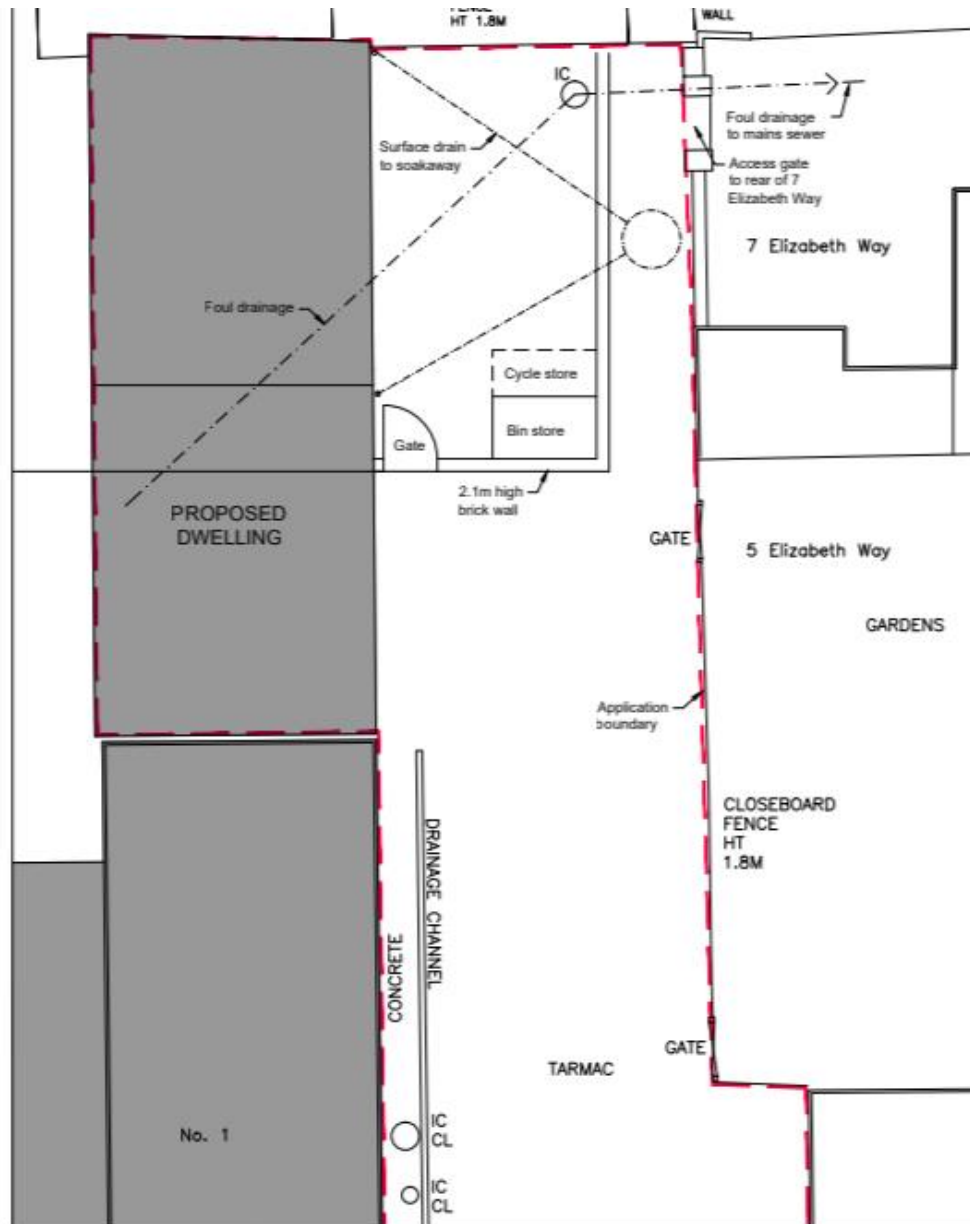 FENCE
HT 1.8M
WALL
IC
Foul drainage
to mains sewer
Surface drain
to soakaway
Access gate
to rear of 7
Elizabeth Way
7 Elizabeth Way
Foul drainage
Cycle store
Bin store
Gate
2.1m high
brick wall
PROPOSED
DWELLING
GATE
5 Elizabeth Way
GARDENS
Application
boundary
CLOSEBOARD
FENCE
HT
1.8M
DRAINAGE CHANNEL
CONCRETE
GATE
TARMAC
No. 1
IC
CL
IC
CL